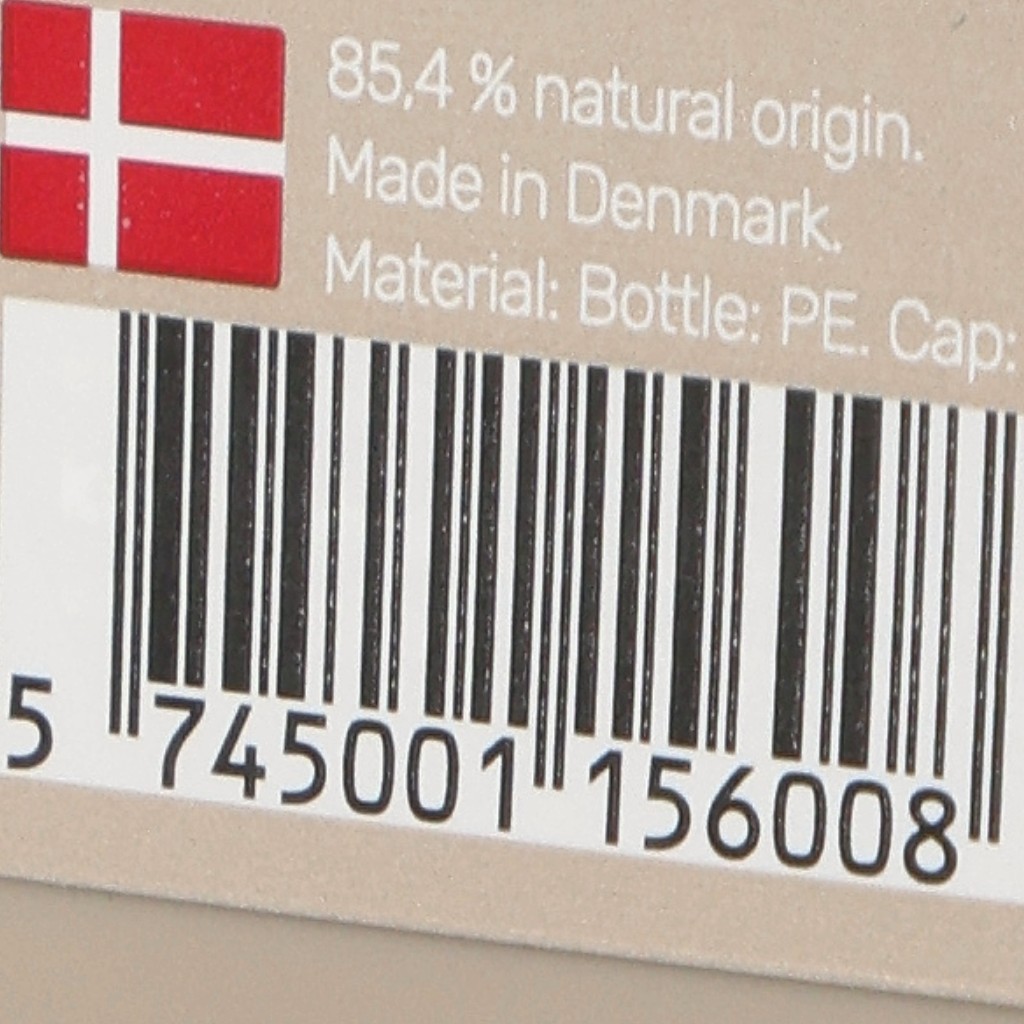 85,4 % natural origin.
Made in Denmark.
Material: Bottle: PE. Cap:
5 745001 156008